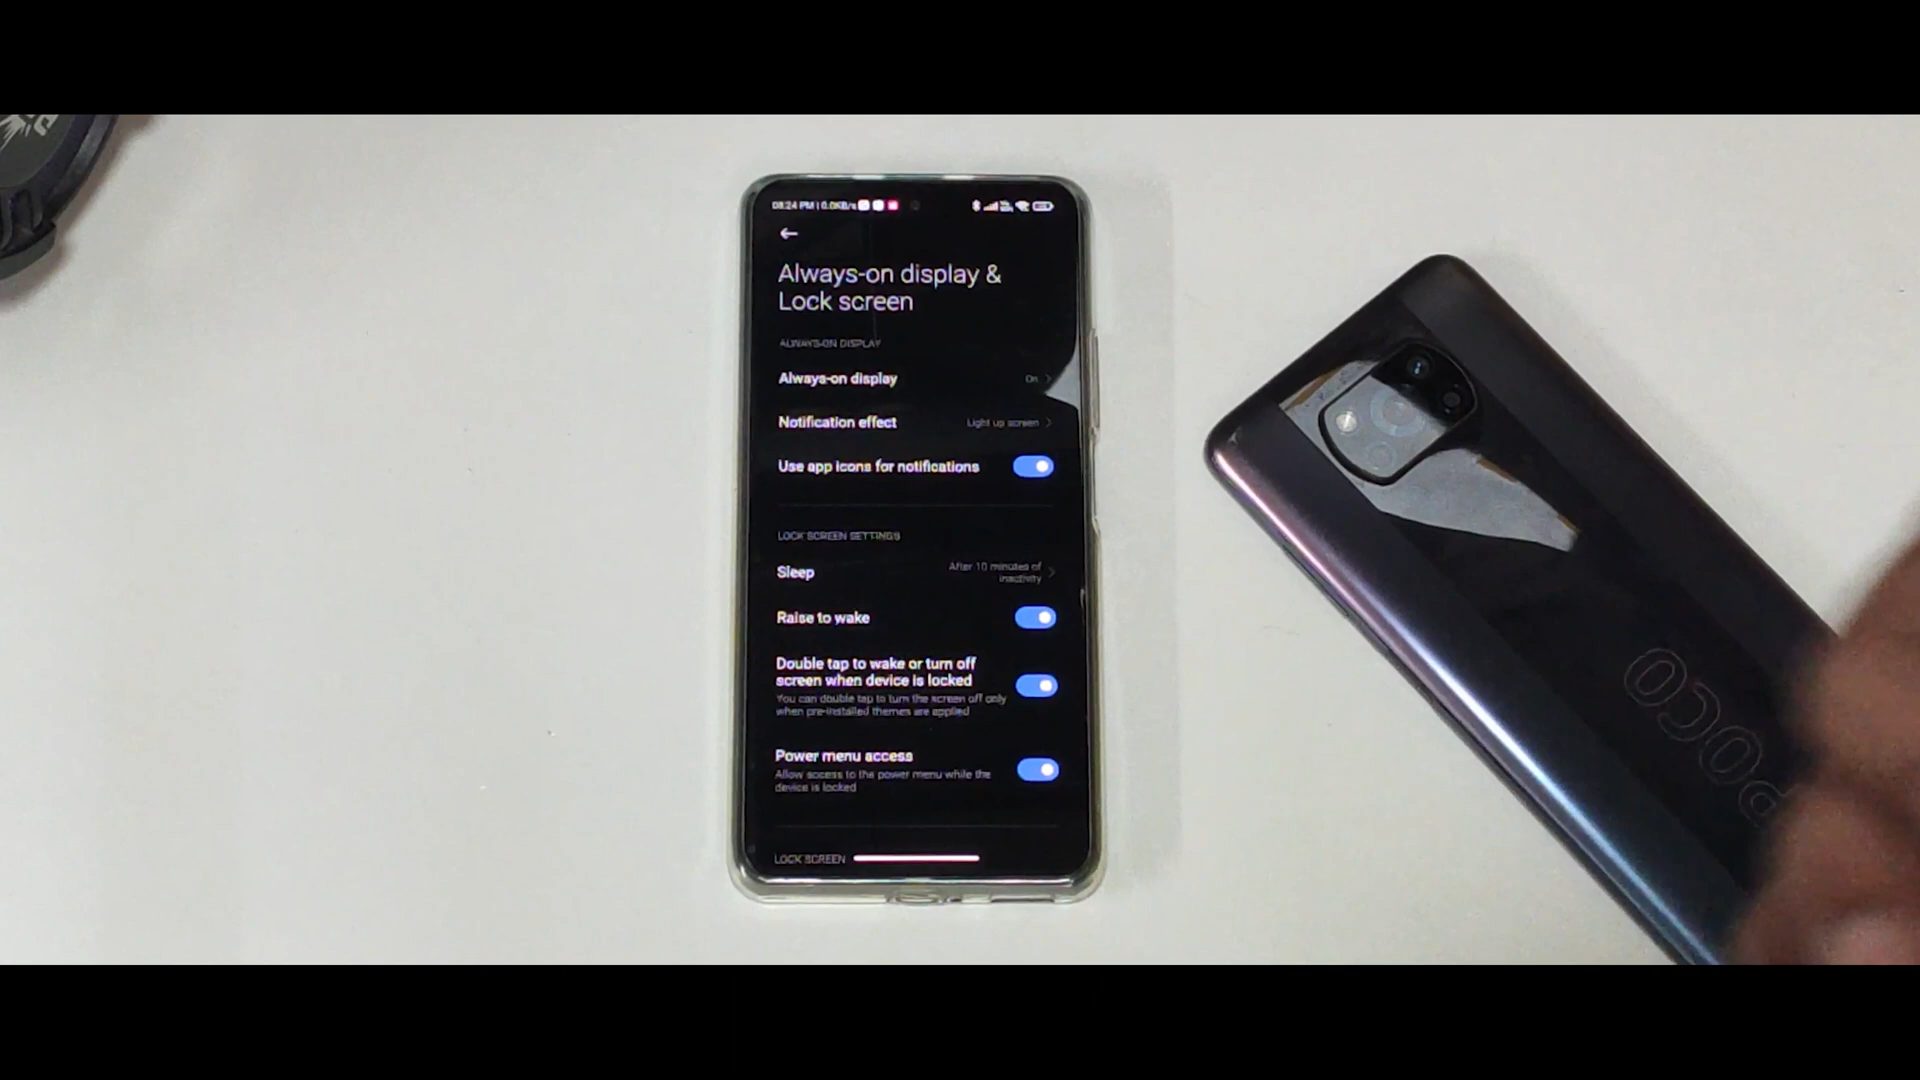 08:24 PM | 0.0KB/s
Always-on display &
Lock screen
ALWAYS-ON DISPLAY
Always-on display
On
Notification effect
Light up screen
Use app icons for notifications
LOCK SCREEN SETTINGS
Sleep
After 10 minutes of
inactivity
Raise to wake
Double tap to wake or turn off
screen when device is locked
You can double tap to turn the screen off only
when pre-installed themes are applied
Power menu access
Allow access to the power menu while the
device is locked
LOCK SCREEN
POCO